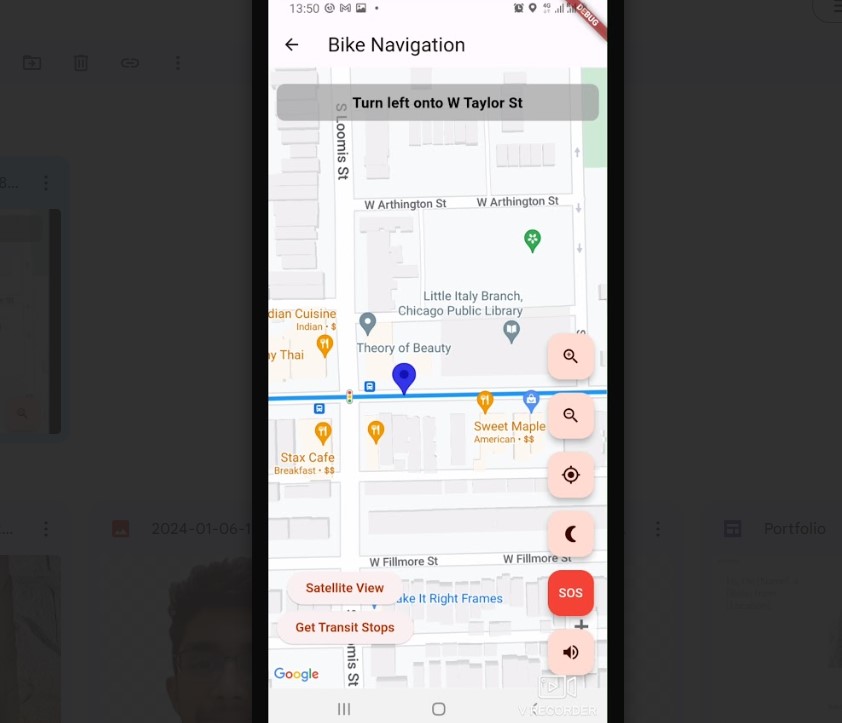 13:50
DEBUG
Bike Navigation
Turn left onto W Taylor St
S Loomis St
W Arthington St
W Arthington St
Little Italy Branch,
Chicago Public Library
dian Cuisine
Indian • $
y Thai
Theory of Beauty
Sweet Maple
American • $$
Stax Cafe
Breakfast • $$
W Fillmore St
W Fillmore St
Satellite View
ake It Right Frames
SOS
Get Transit Stops
mis St
Google
V RECORDER
8...
...
2024-01-06-1
Portfolio